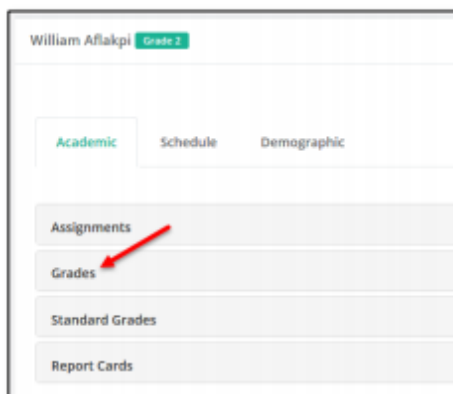 William Aflakpi Grade 2
Academic Schedule Demographic
Assignments
Grades
Standard Grades
Report Cards